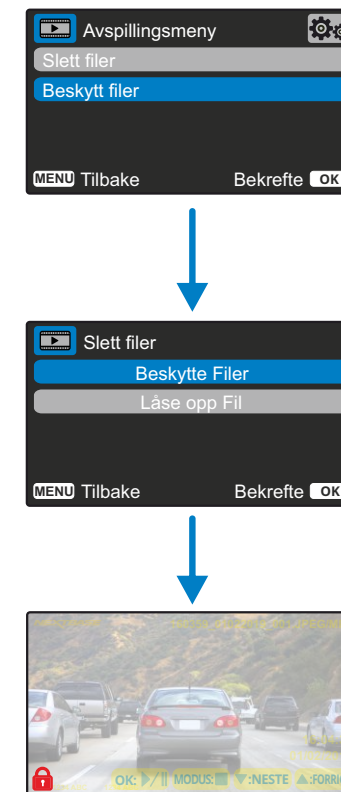 Avspillingsmeny
Slett filer
Beskytt filer
MENU Tilbake Bekrefte OK
Slett filer
Beskytte Filer
Låse opp Fil
MENU Tilbake Bekrefte OK
OK: ▶/|| MODUS:■ ▼:NESTE ▲:FORRIG